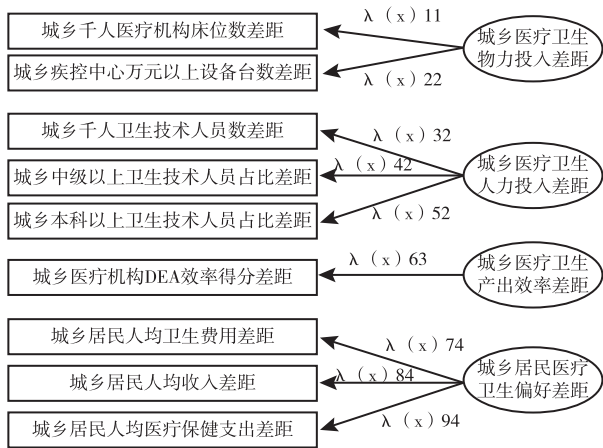 城乡千人医疗机构床位数差距
λ（x）11
城乡医疗卫生
物力投入差距
城乡疾控中心万元以上设备台数差距
λ（x）22
城乡千人卫生技术人员数差距
λ（x）32
城乡中级以上卫生技术人员占比差距
λ（x）42
城乡医疗卫生
人力投入差距
城乡本科以上卫生技术人员占比差距
λ（x）52
城乡医疗机构DEA效率得分差距
λ（x）63
城乡医疗卫生
产出效率差距
城乡居民人均卫生费用差距
λ（x）74
城乡居民人均收入差距
λ（x）84
城乡居民医疗
卫生偏好差距
城乡居民人均医疗保健支出差距
λ（x）94